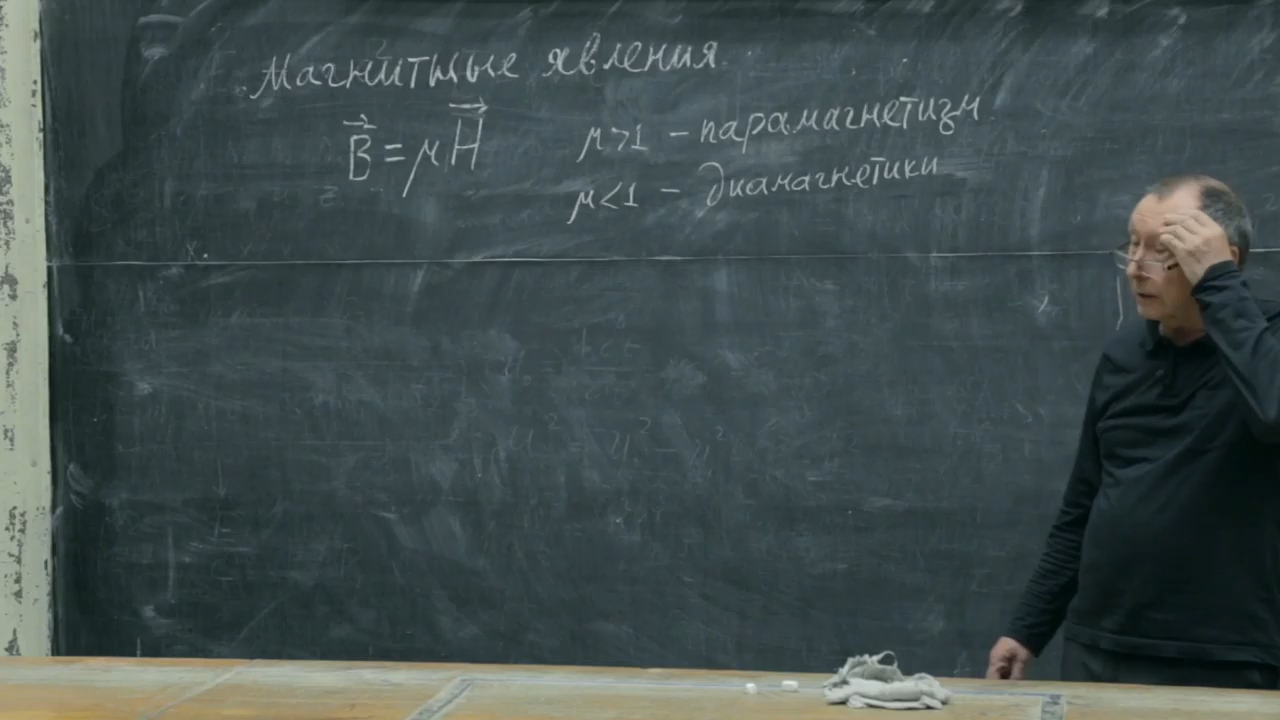 Магнитные явления.
B⃗ = μH⃗
μ>1 – парамагнетизм
μ<1 – диамагнетики